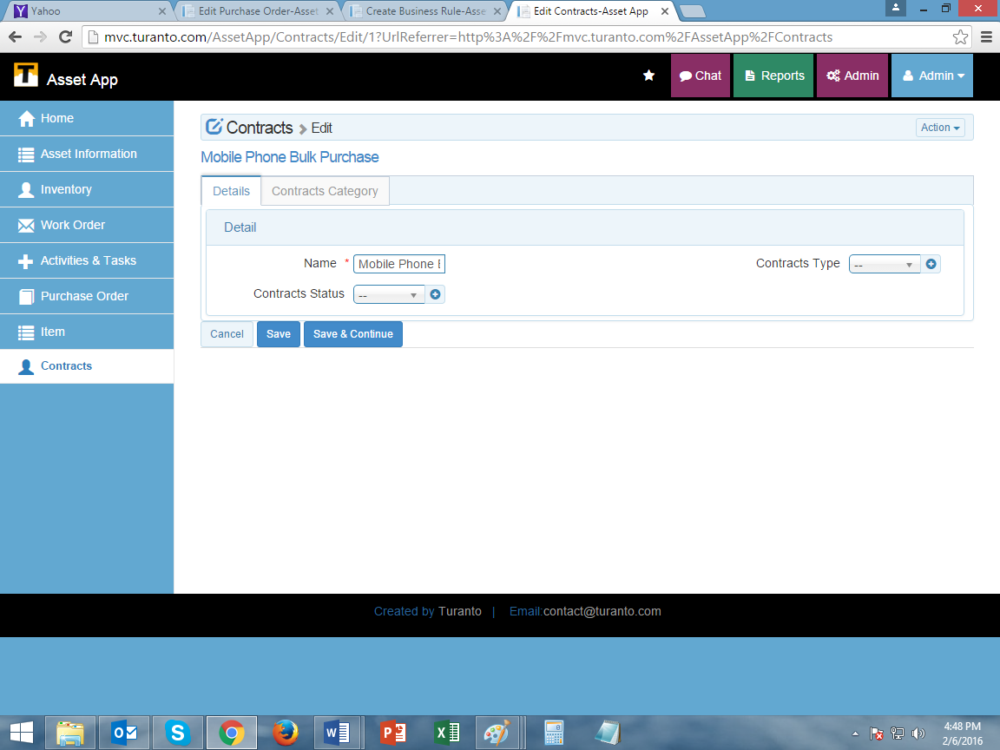 Yahoo
Edit Purchase Order-Asset
Create Business Rule-Asse
Edit Contracts-Asset App
mvc.turanto.com/AssetApp/Contracts/Edit/1?UrlReferrer=http%3A%2F%2Fmvc.turanto.com%2FAssetApp%2FContracts
T Asset App
Chat
Reports
Admin
Admin
Home
Asset Information
Inventory
Work Order
Activities & Tasks
Purchase Order
Item
Contracts
Contracts Edit
Action
Mobile Phone Bulk Purchase
Details Contracts Category
Detail
Name * Mobile Phone B
Contracts Type --
Contracts Status --
Cancel Save Save & Continue
Created by Turanto | Email:contact@turanto.com
4:48 PM
2/6/2016